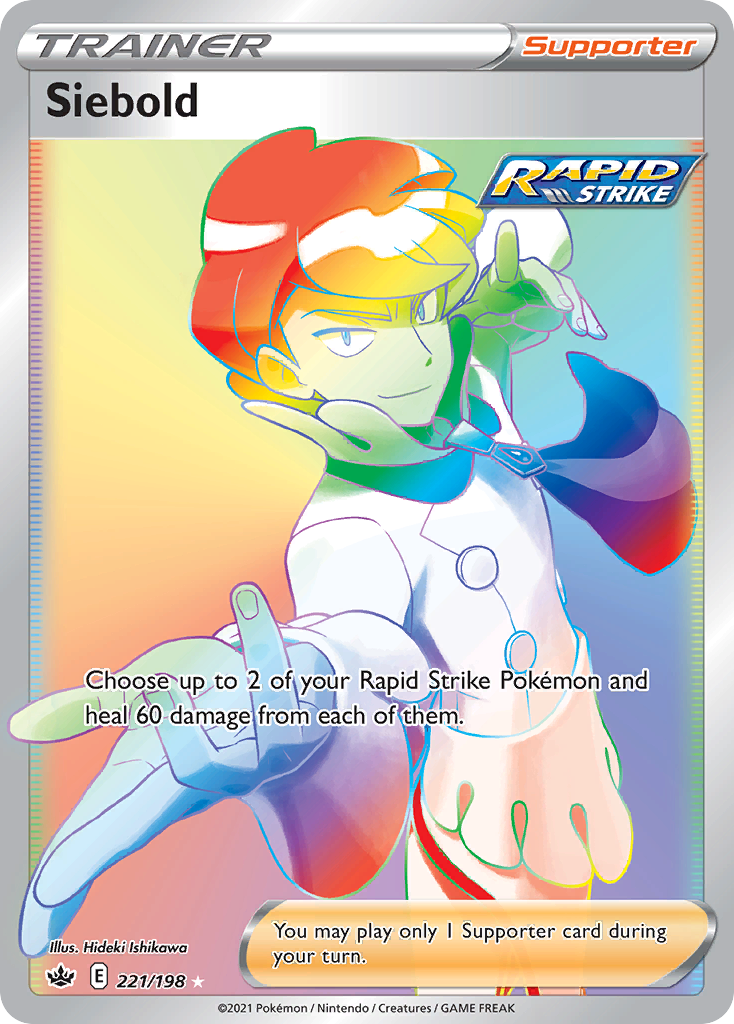 TRAINER Supporter
Siebold
RAPID
STRIKE
Choose up to 2 of your Rapid Strike Pokémon and
heal 60 damage from each of them.
You may play only 1 Supporter card during
your turn.
Illus. Hideki Ishikawa
E 221/198
©2021 Pokémon / Nintendo / Creatures / GAME FREAK